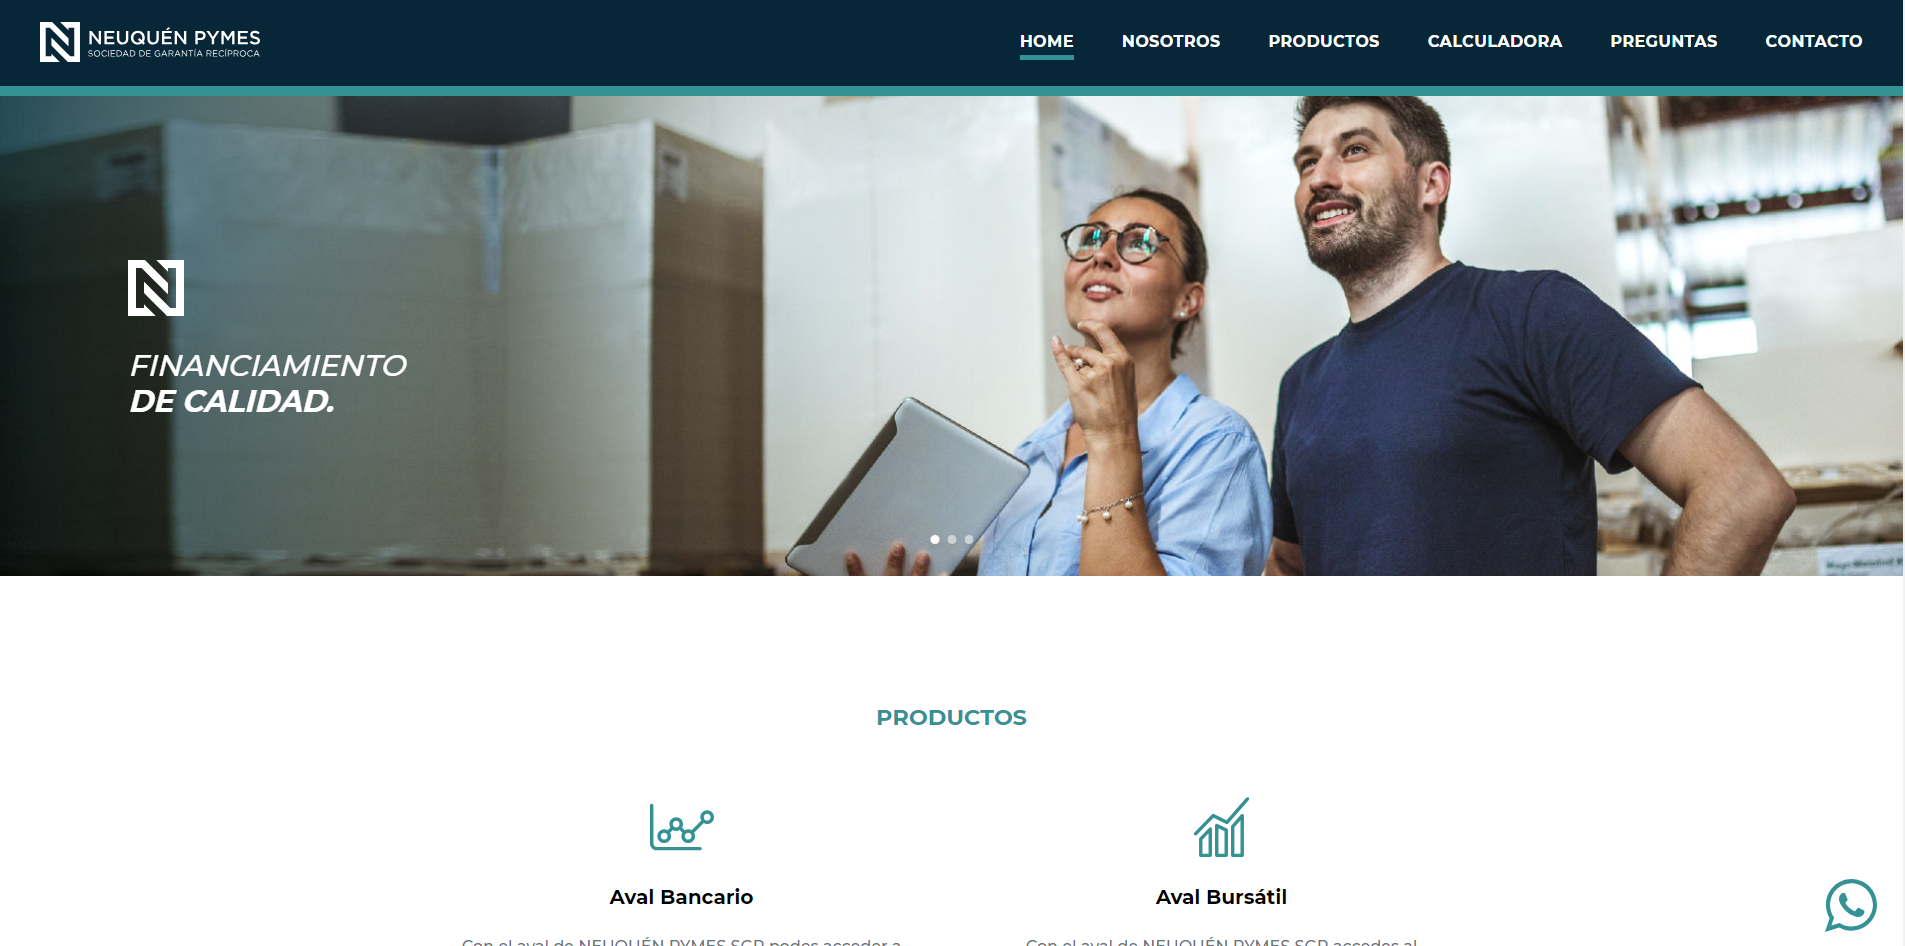 NEUQUÉN PYMES
SOCIEDAD DE GARANTÍA RECÍPROCA
HOME NOSOTROS PRODUCTOS CALCULADORA PREGUNTAS CONTACTO
FINANCIAMIENTO
DE CALIDAD.
PRODUCTOS
Aval Bancario
Aval Bursátil
Con el aval de NEUQUÉN PYMES SGR podes acceder a
Con el aval de NEUQUÉN PYMES SGR accedes al